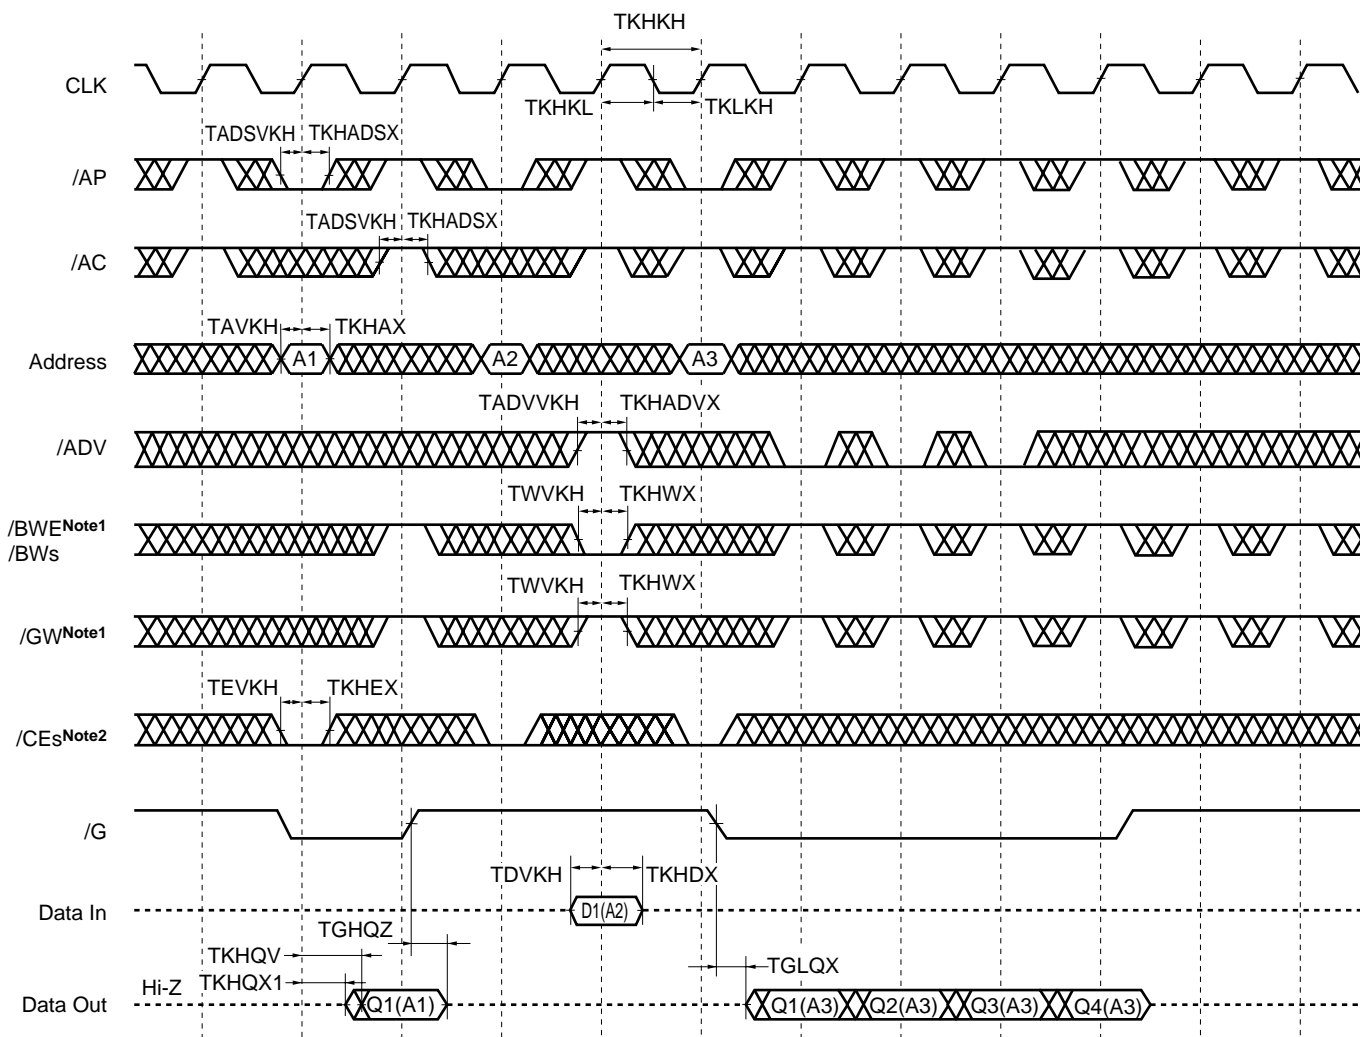 TKHKH
CLK
TKHKL TKLKH
TADSVKH TKHADSX
/AP
TADSVKH TKHADSX
/AC
TAVKH TKHAX
Address A1 A2 A3
TADVVKH TKHADVX
/ADV
TWVKH TKHWX
/BWENote1
/BWs
TWVKH TKHWX
/GWNote1
TEVKH TKHEX
/CEsNote2
/G
TDVKH TKHDX
Data In D1(A2)
TGHQZ
TKHQV
TGLQX
Hi-Z TKHQX1
Data Out Q1(A1) Q1(A3) Q2(A3) Q3(A3) Q4(A3)